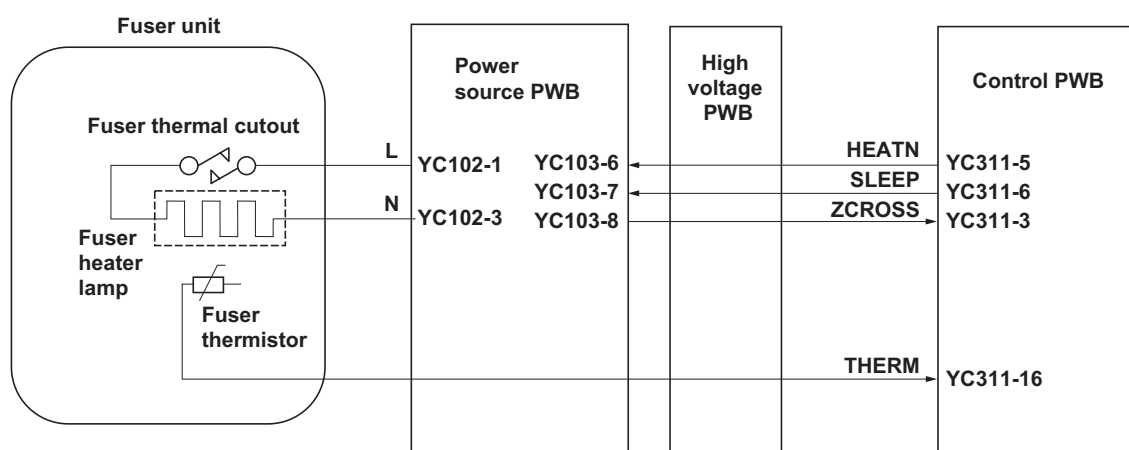 Fuser unit
Power
source PWB
High
voltage
PWB
Control PWB
Fuser thermal cutout
L
YC102-1
YC103-6
HEATN
YC311-5
YC103-7
SLEEP
YC311-6
N
YC102-3
YC103-8
ZCROSS
YC311-3
Fuser
heater
lamp
Fuser
thermistor
THERM
YC311-16